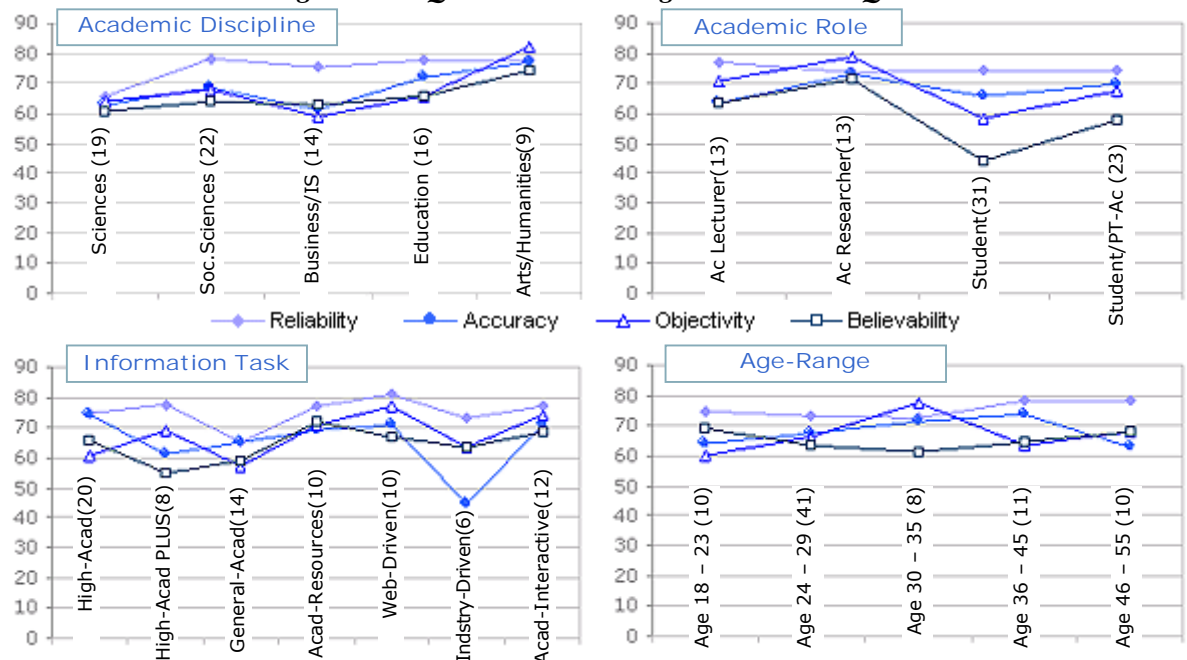 Academic Discipline
90
80
70
60
50
40
30
20
10
0
Sciences (19)
Soc.Sciences (22)
Business/IS (14)
Education (16)
Arts/Humanities(9)
Academic Role
90
80
70
60
50
40
30
20
10
0
Ac Lecturer(13)
Ac Researcher(13)
Student(31)
Student/PT-Ac (23)
Reliability Accuracy Objectivity Believability
Information Task
90
80
70
60
50
40
30
20
10
0
High-Acad(20)
High-Acad PLUS(8)
General-Acad(14)
Acad-Resources(10)
Web-Driven(10)
Indstry-Driven(6)
Acad-Interactive(12)
Age-Range
90
80
70
60
50
40
30
20
10
0
Age 18 – 23 (10)
Age 24 – 29 (41)
Age 30 – 35 (8)
Age 36 – 45 (11)
Age 46 – 55 (10)